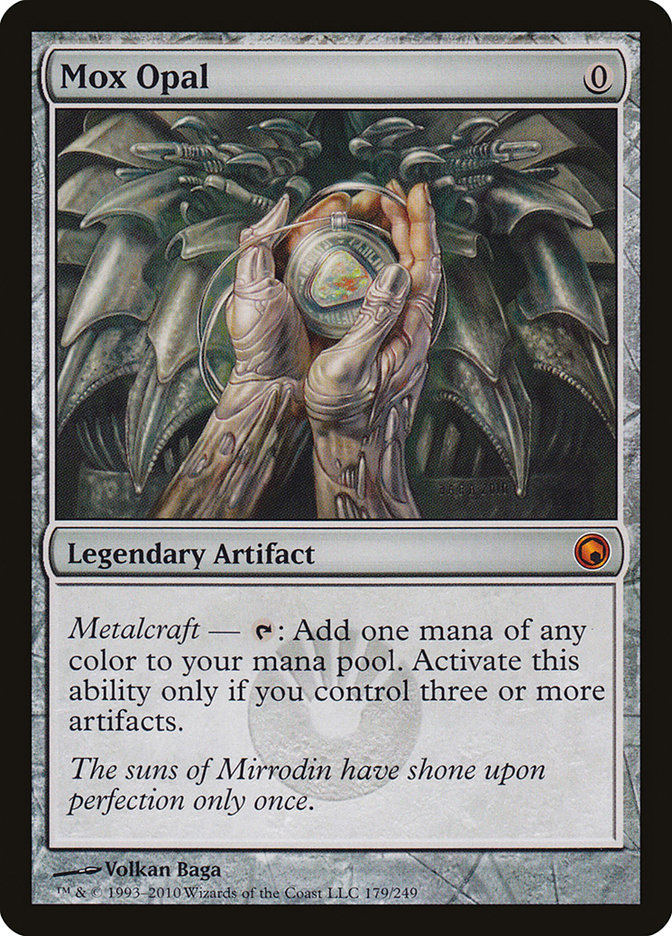 Mox Opal 0
Legendary Artifact
Metalcraft — : Add one mana of any
color to your mana pool. Activate this
ability only if you control three or more
artifacts.
The suns of Mirrodin have shone upon
perfection only once.
Volkan Baga
™ & © 1993–2010 Wizards of the Coast LLC 179/249